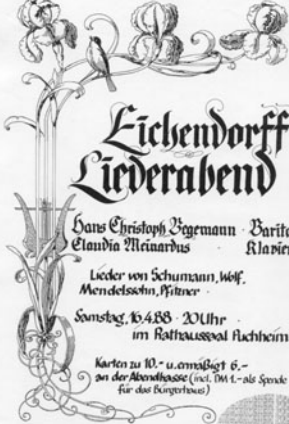 Eichendorff
Liederabend
Hans Christoph Begemann · Barito
Claudia Meinardus Klavier
Lieder von Schumann, Wolf,
Mendelssohn, Pfitzner
Samstag, 16.4.88 · 20 Uhr
im Rathaussaal Puchheim
Karten zu 10.- u. ermäßigt 6.-
an der Abendkasse (incl. DM 1.- als Spende
für das Bürgerhaus)